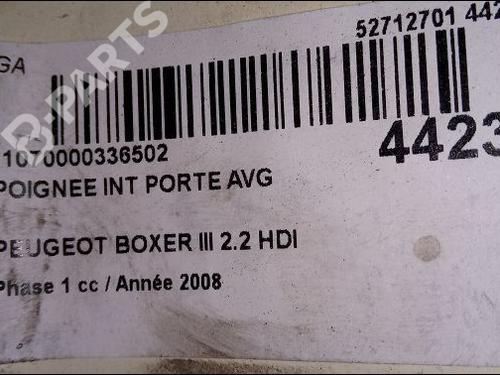 GA
52712701 442
B-PARTS
11070000336502
4423
POIGNEE INT PORTE AVG
PEUGEOT BOXER III 2.2 HDI
Phase 1 cc / Année 2008